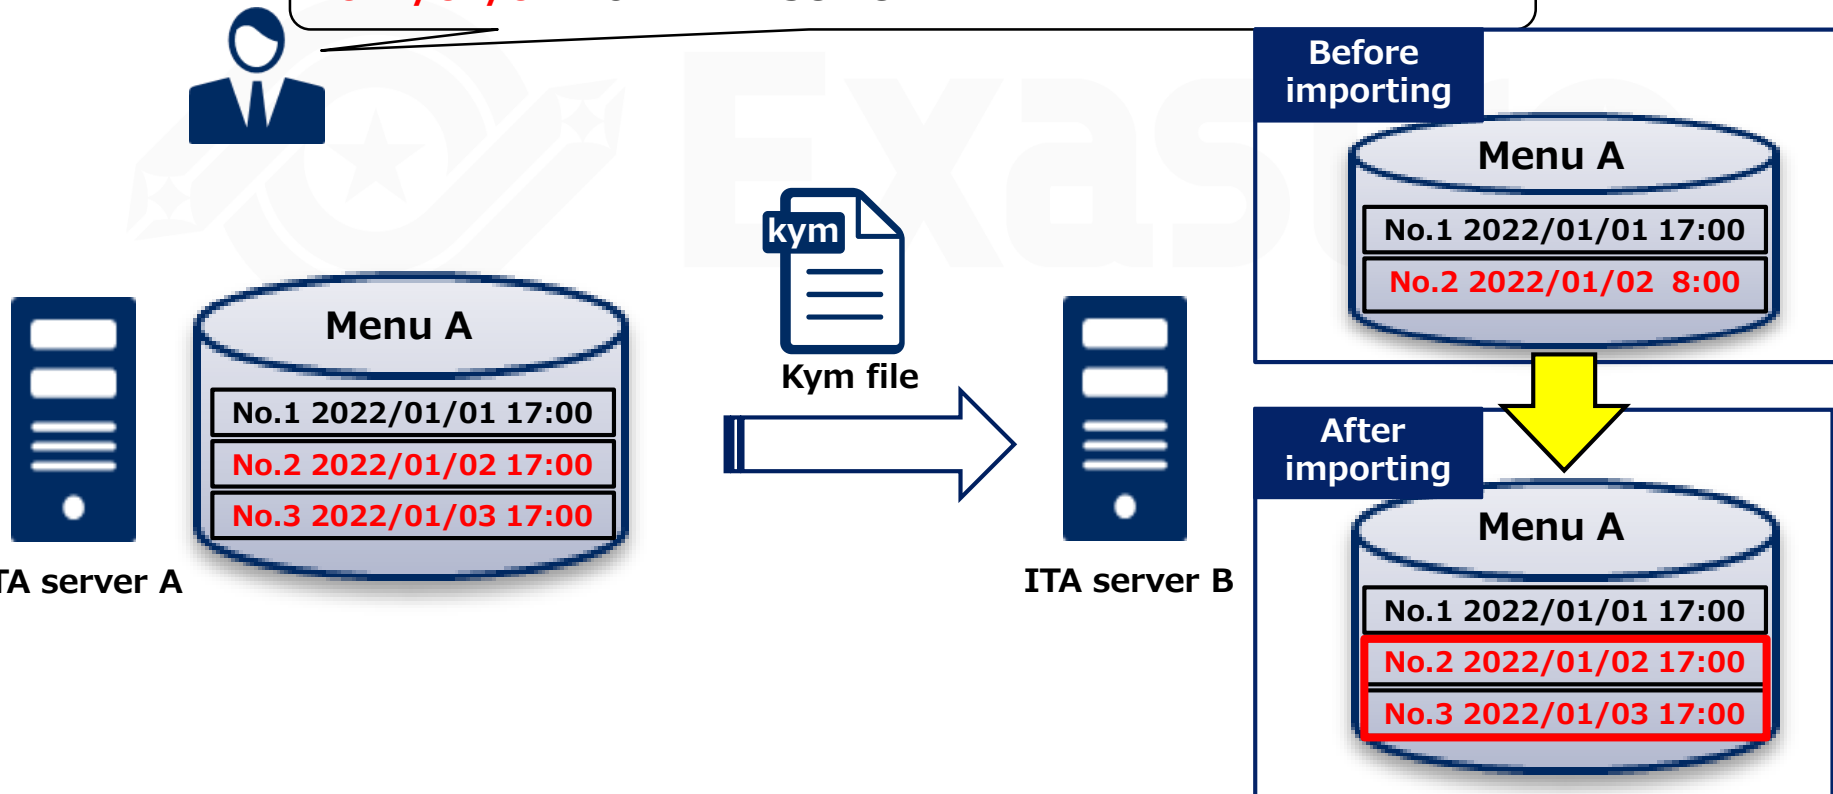 Before
importing
Menu A
No.1 2022/01/01 17:00
No.2 2022/01/02 8:00
kym
Kym file
Menu A
No.1 2022/01/01 17:00
No.2 2022/01/02 17:00
No.3 2022/01/03 17:00
server A
ITA server B
After
importing
Menu A
No.1 2022/01/01 17:00
No.2 2022/01/02 17:00
No.3 2022/01/03 17:00